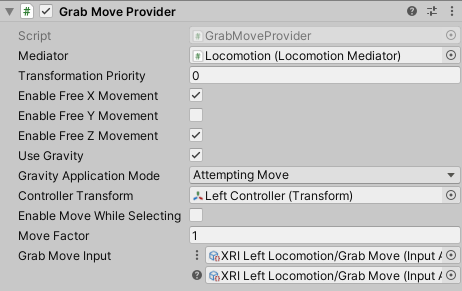 Grab Move Provider
Script GrabMoveProvider
Mediator Locomotion (Locomotion Mediator)
Transformation Priority 0
Enable Free X Movement
Enable Free Y Movement
Enable Free Z Movement
Use Gravity
Gravity Application Mode Attempting Move
Controller Transform Left Controller (Transform)
Enable Move While Selecting
Move Factor 1
Grab Move Input XRI Left Locomotion/Grab Move (Input A
XRI Left Locomotion/Grab Move (Input A